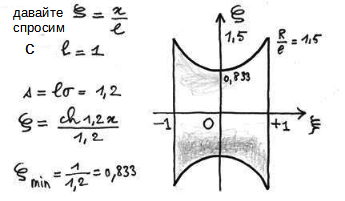 давайте
спросим
с
ξ = x/ℓ
ℓ = 1
s = ℓσ = 1,2
ξ = ch 1,2x / 1,2
ξ min = 1/1,2 = 0,833
ξ
1,5
R/ℓ = 1,5
0,833
-1 0 +1 ξ